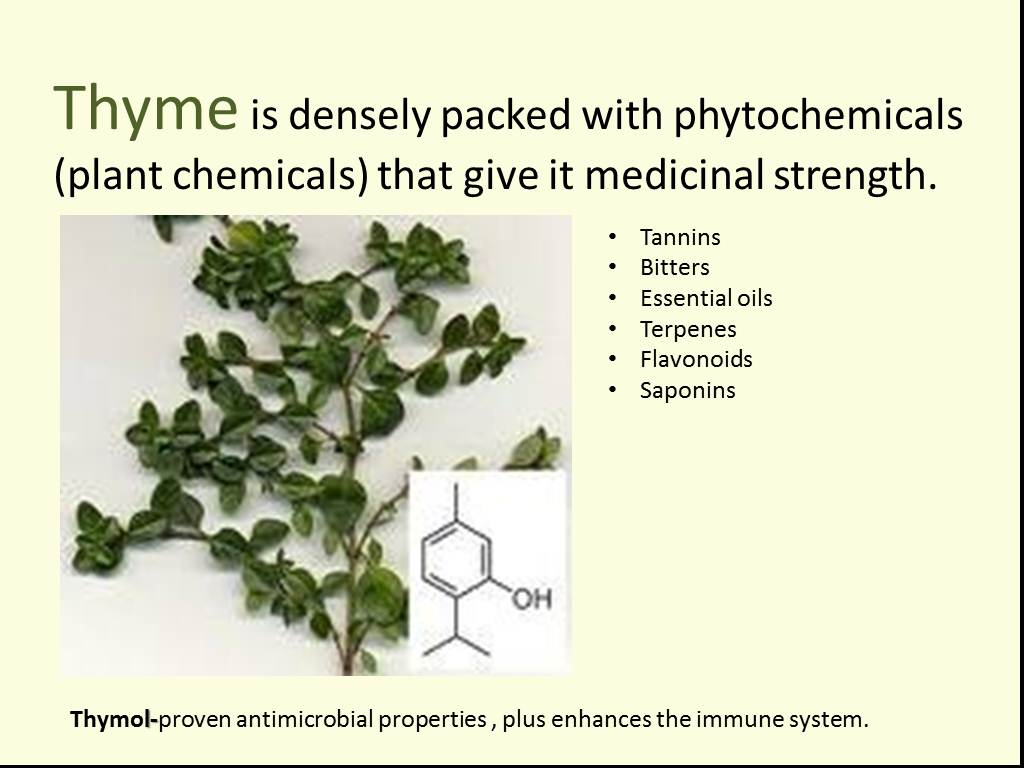 Thyme is densely packed with phytochemicals
(plant chemicals) that give it medicinal strength.
• Tannins
• Bitters
• Essential oils
• Terpenes
• Flavonoids
• Saponins
OH
Thymol-proven antimicrobial properties , plus enhances the immune system.